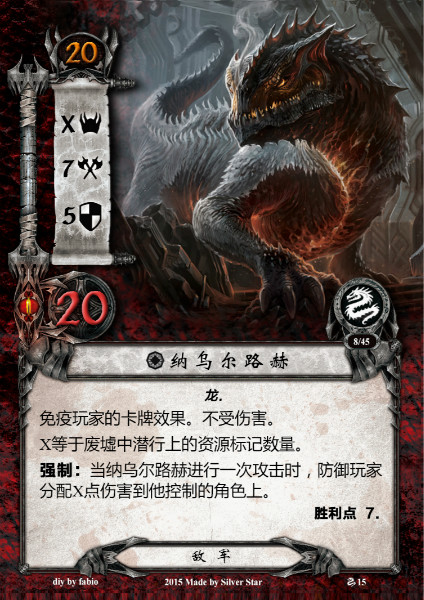 20
X
7
5
20
8/45
纳乌尔路赫
龙.
免疫玩家的卡牌效果。不受伤害。
X等于废墟中潜行上的资源标记数量。
强制：当纳乌尔路赫进行一次攻击时，防御玩家
分配X点伤害到他控制的角色上。
胜利点 7.
敌军
diy by fabio
2015 Made by Silver Star
15